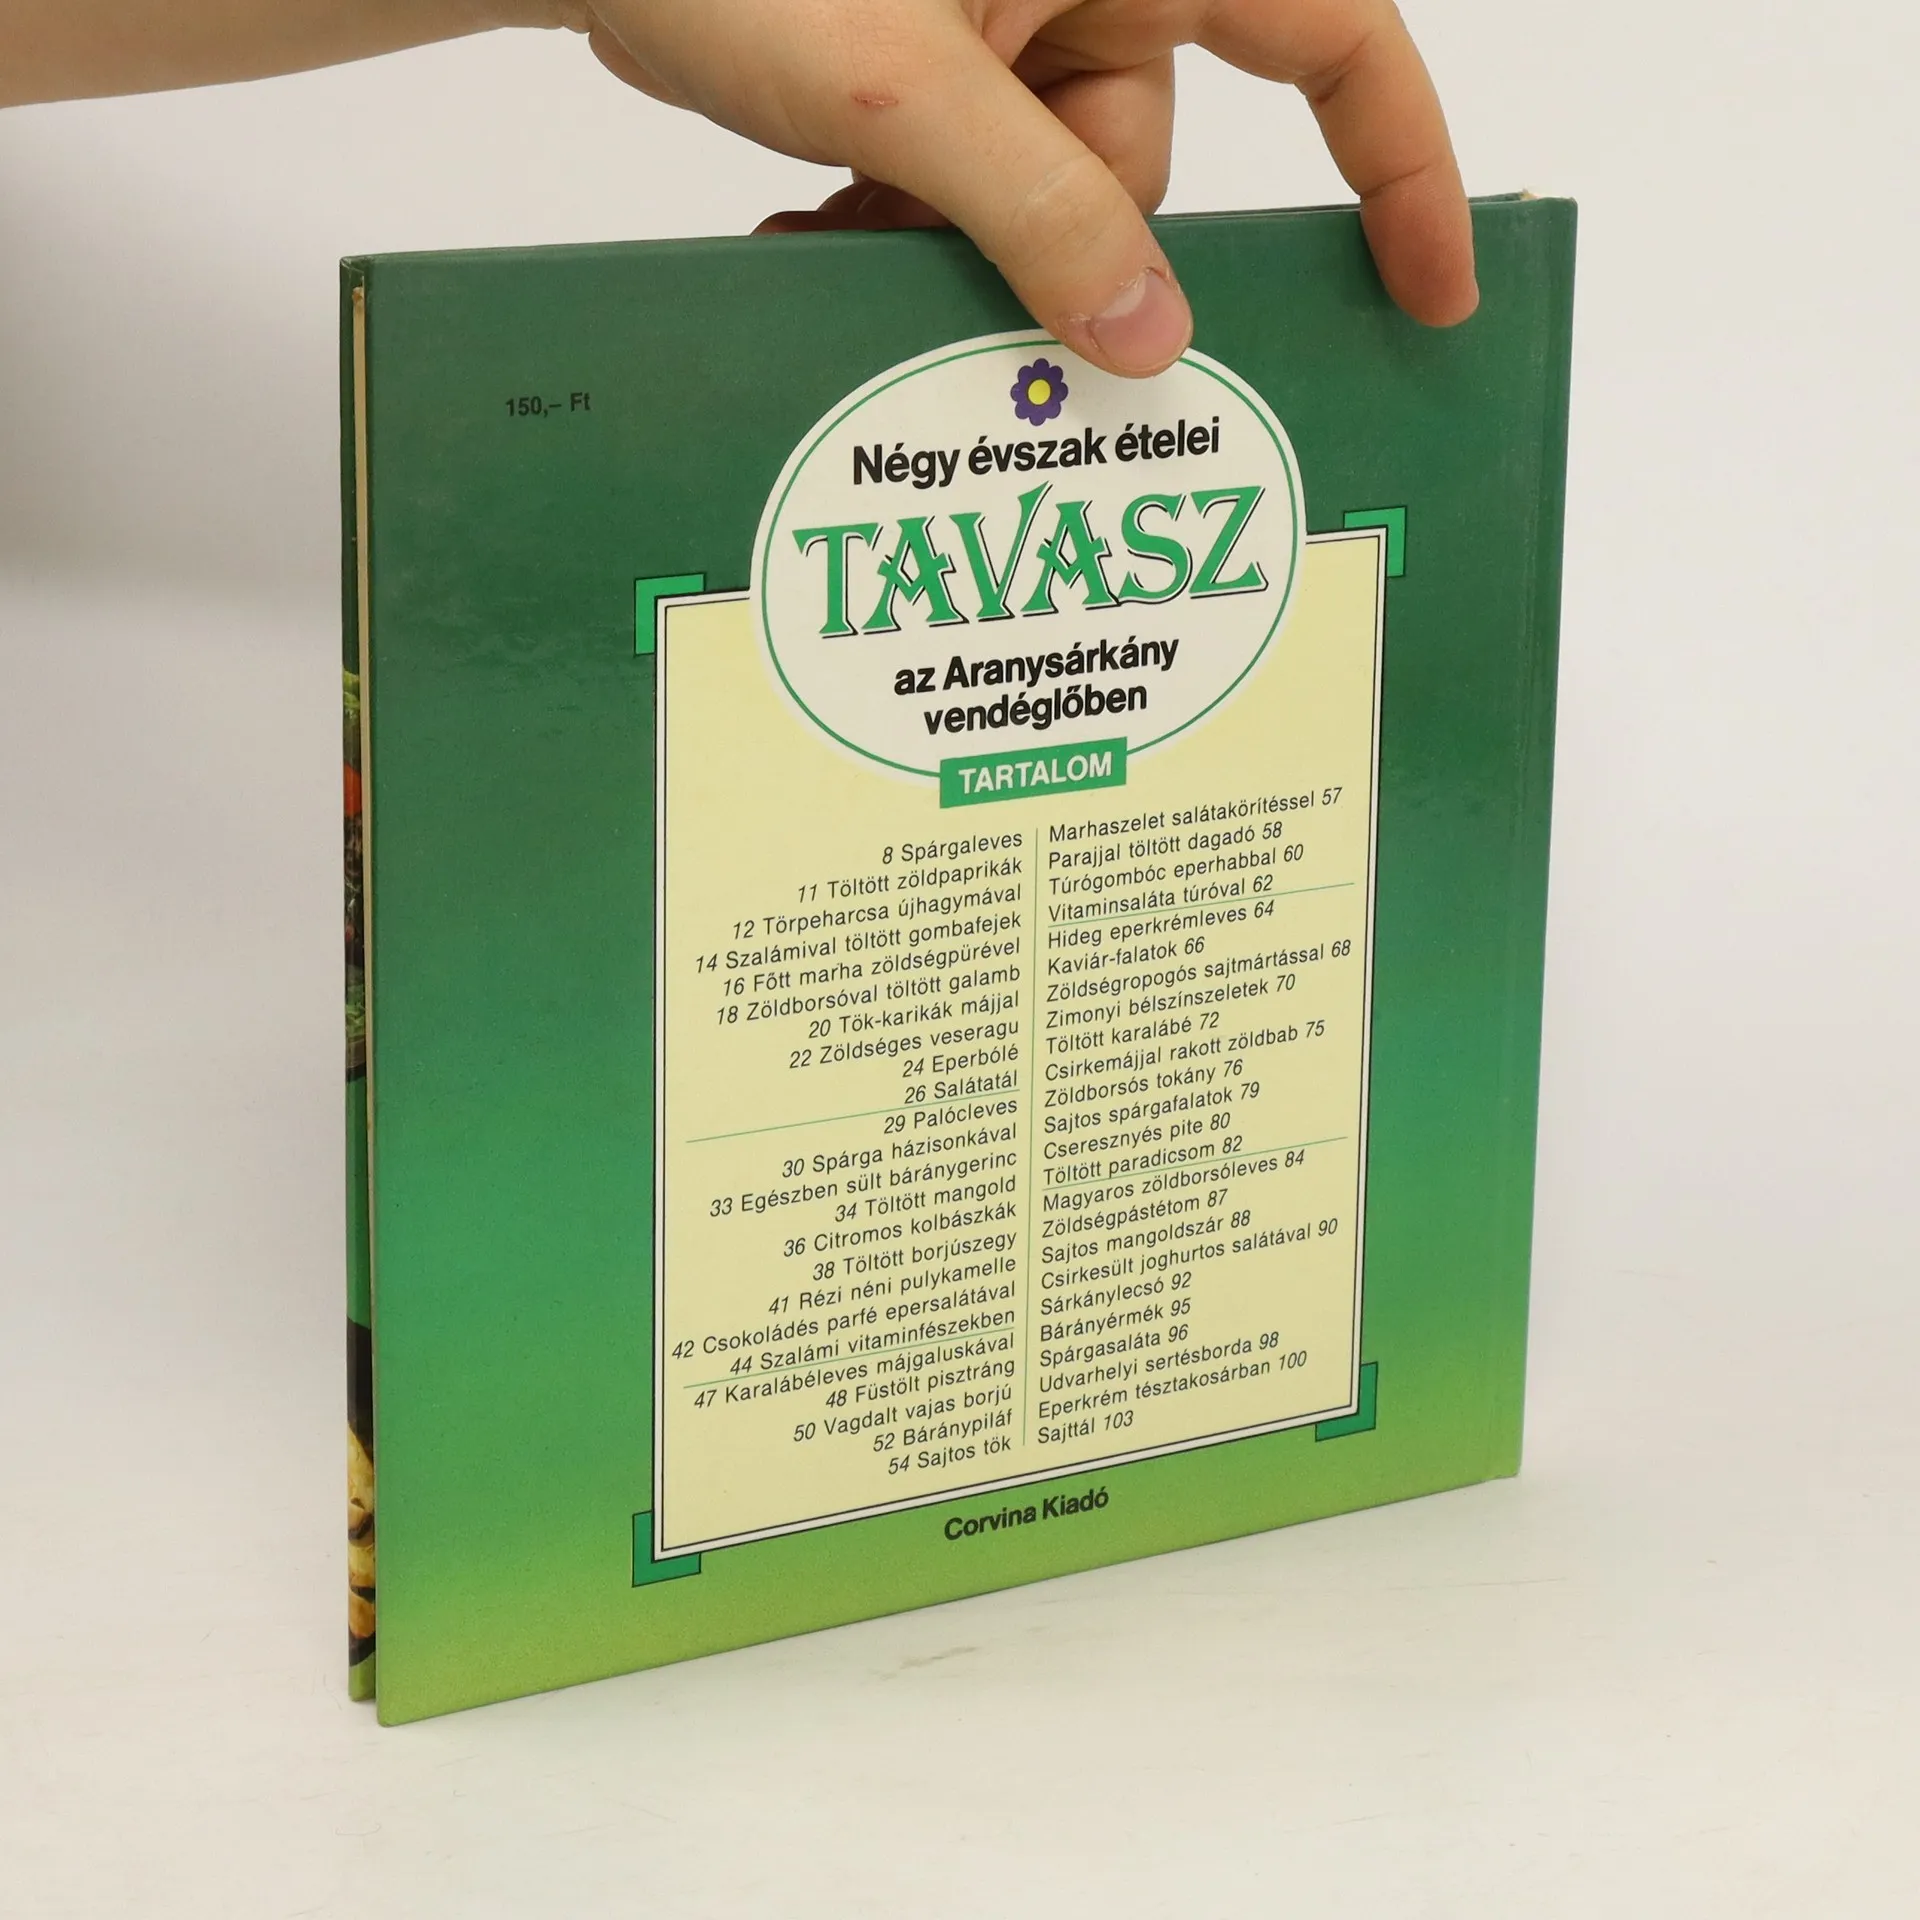 150,– Ft
Négy évszak ételei
TAVASZ
az Aranysárkány
vendéglőben
TARTALOM
8 Spárgaleves
11 Töltött zöldpaprikák
12 Törpeharcsa újhagymával
14 Szalámival töltött gombafejek
16 Főtt marha zöldségpürével
18 Zöldborsóval töltött galamb
20 Tök-karikák májjal
22 Zöldséges veseragu
24 Eperbólé
26 Salátatál
29 Palócleves
30 Spárga házisonkával
33 Egészben sült báránygerinc
34 Töltött mangold
36 Citromos kolbászkák
38 Töltött borjúszegy
41 Rézi néni pulykamelle
42 Csokoládés parfé epersalátával
44 Szalámi vitaminfészekben
47 Karalábéleves májgaluskával
48 Füstölt pisztráng
50 Vagdalt vajas borjú
52 Báránypiláf
54 Sajtos tök
Marhaszelet salátakörítéssel 57
Parajjal töltött dagadó 58
Túrógombóc eperhabbal 60
Vitaminsaláta túróval 62
Hideg eperkrémleves 64
Kaviár-falatok 66
Zöldségropogós sajtmártással 68
Zimonyi bélszínszeletek 70
Töltött karalábé 72
Csirkemájjal rakott zöldbab 75
Zöldborsós tokány 76
Sajtos spárgafalatok 79
Cseresznyés pite 80
Töltött paradicsom 82
Magyaros zöldborsóleves 84
Zöldségpástétom 87
Sajtos mangoldszár 88
Csirkesült joghurtos salátával 90
Sárkánylecsó 92
Bárányérmék 95
Spárgasaláta 96
Udvarhelyi sertésborda 98
Eperkrém tésztakosárban 100
Sajttál 103
Corvina Kiadó